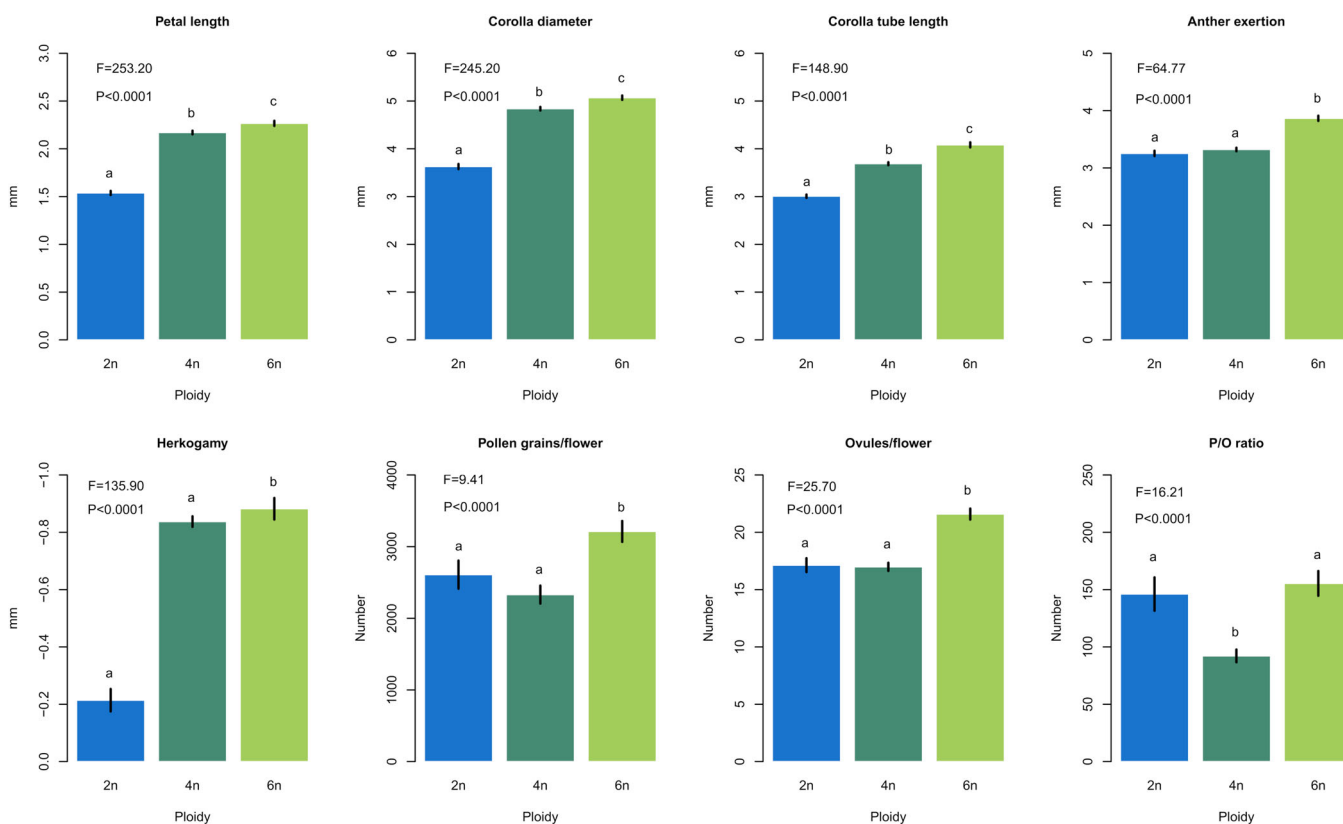 Petal length
F=253.20
P<0.0001
a
b
c
mm
0.0
0.5
1.0
1.5
2.0
2.5
3.0
2n
4n
6n
Ploidy
Corolla diameter
F=245.20
P<0.0001
a
b
c
mm
0
1
2
3
4
5
6
2n
4n
6n
Ploidy
Corolla tube length
F=148.90
P<0.0001
a
b
c
mm
0
1
2
3
4
5
6
2n
4n
6n
Ploidy
Anther exertion
F=64.77
P<0.0001
a
a
b
mm
0
1
2
3
4
5
2n
4n
6n
Ploidy
Herkogamy
F=135.90
P<0.0001
a
a
b
mm
0.0
−0.2
−0.4
−0.6
−0.8
−1.0
2n
4n
6n
Ploidy
Pollen grains/flower
F=9.41
P<0.0001
a
a
b
Number
0
1000
2000
3000
4000
2n
4n
6n
Ploidy
Ovules/flower
F=25.70
P<0.0001
a
a
b
Number
0
5
10
15
20
25
2n
4n
6n
Ploidy
P/O ratio
F=16.21
P<0.0001
a
b
a
Number
0
50
100
150
200
250
2n
4n
6n
Ploidy